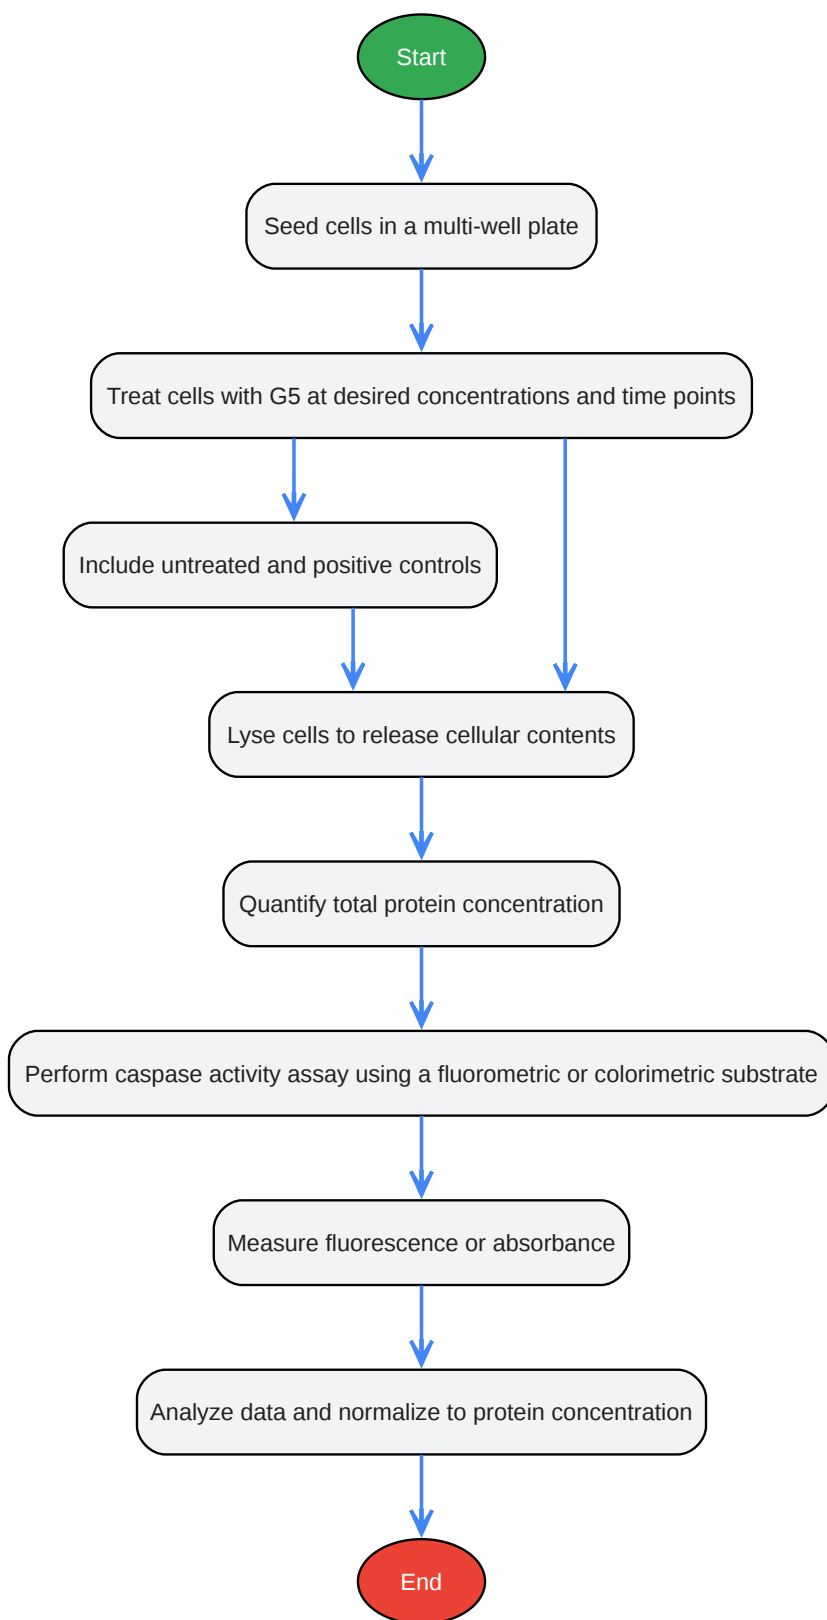 Start
Seed cells in a multi-well plate
Treat cells with G5 at desired concentrations and time points
Include untreated and positive controls
Lyse cells to release cellular contents
Quantify total protein concentration
Perform caspase activity assay using a fluorometric or colorimetric substrate
Measure fluorescence or absorbance
Analyze data and normalize to protein concentration
End